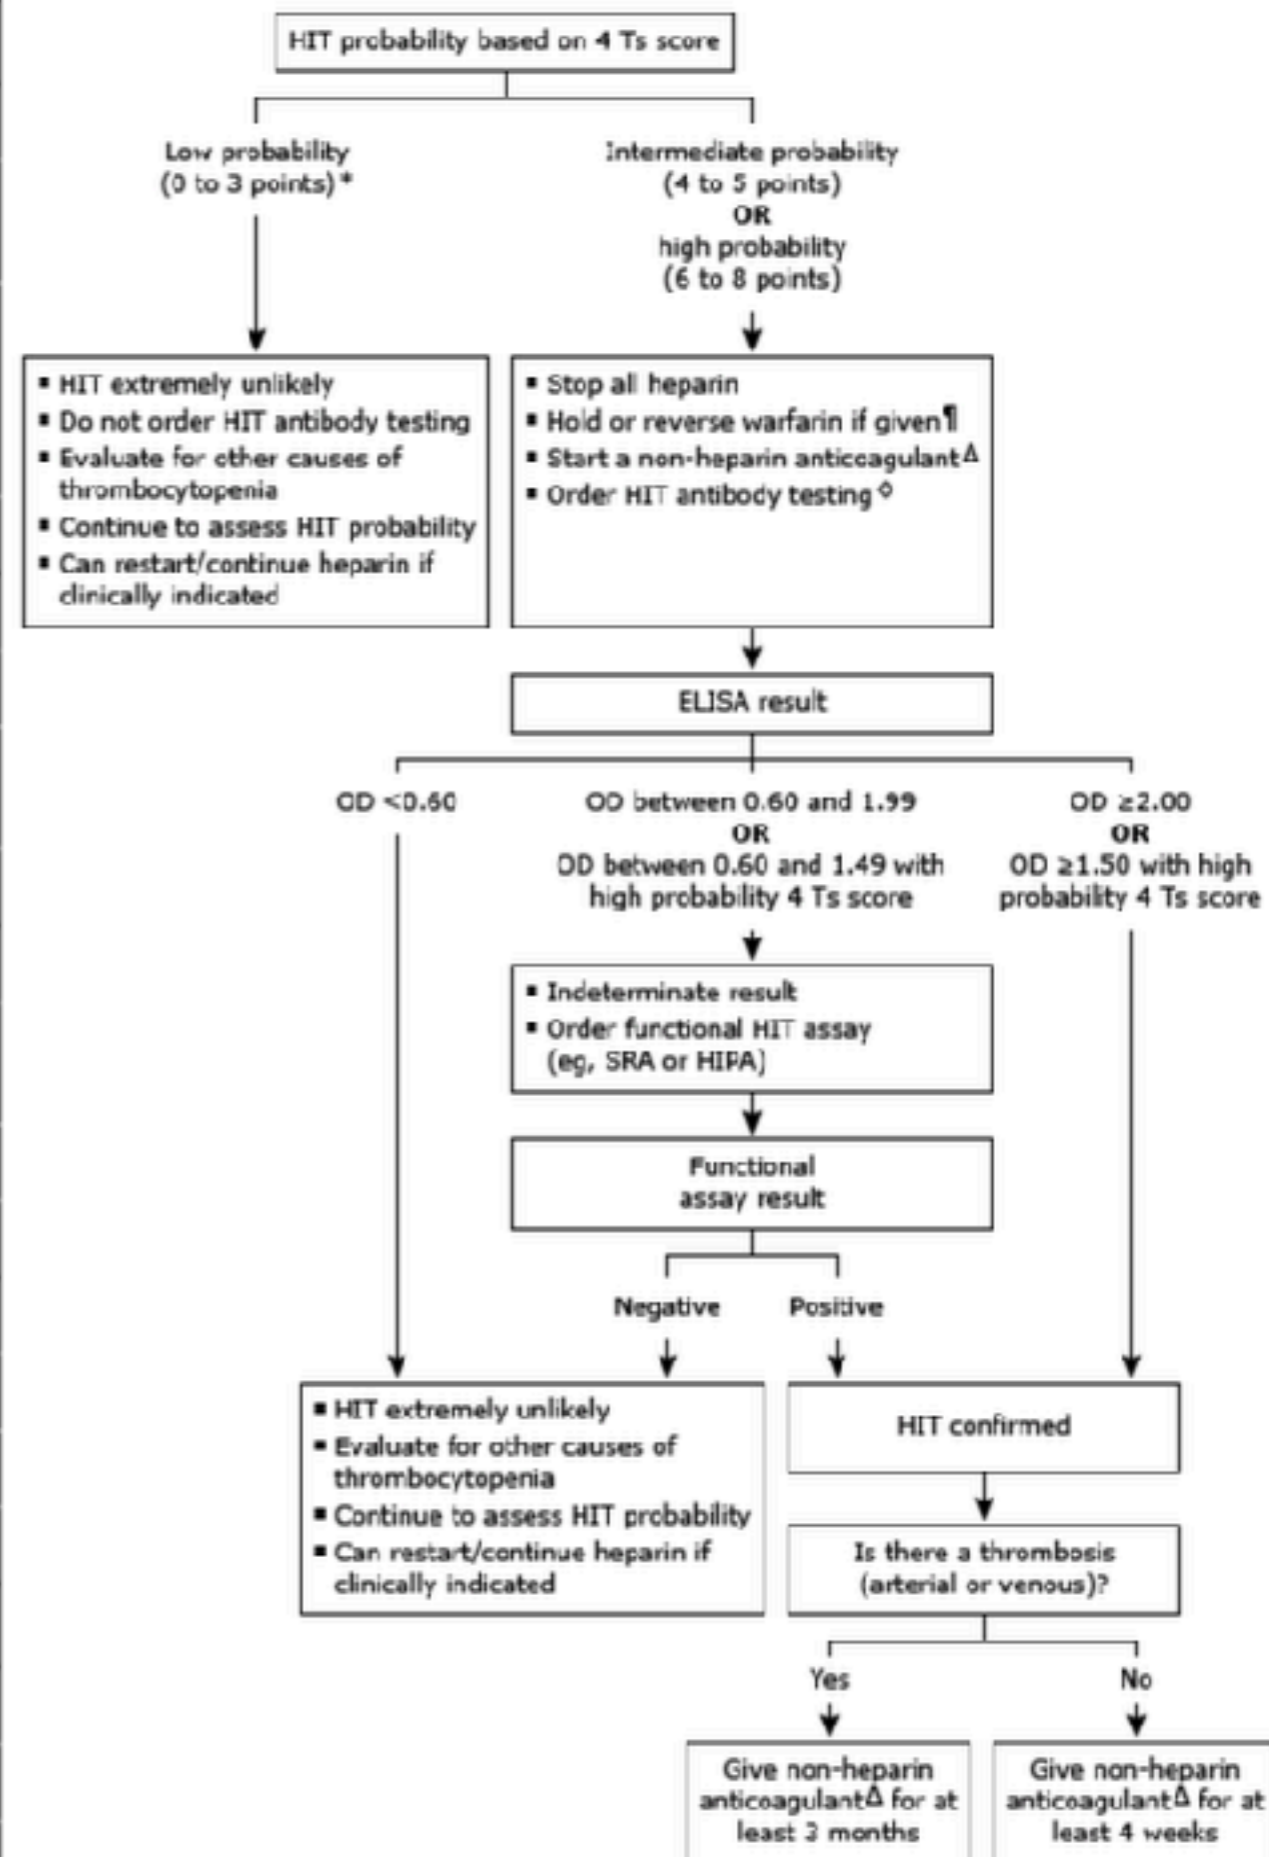 HIT probability based on 4 Ts score
Low probability
(0 to 3 points)*
Intermediate probability
(4 to 5 points)
OR
high probability
(6 to 8 points)
▪ HIT extremely unlikely
▪ Do not order HIT antibody testing
▪ Evaluate for other causes of
thrombocytopenia
▪ Continue to assess HIT probability
▪ Can restart/continue heparin if
clinically indicated
▪ Stop all heparin
▪ Hold or reverse warfarin if given¶
▪ Start a non-heparin anticoagulantΔ
▪ Order HIT antibody testing◊
ELISA result
OD <0.60
OD between 0.60 and 1.99
OR
OD between 0.60 and 1.49 with
high probability 4 Ts score
OD ≥2.00
OR
OD ≥1.50 with high
probability 4 Ts score
▪ Indeterminate result
▪ Order functional HIT assay
(eg, SRA or HIPA)
Functional
assay result
Negative
Positive
▪ HIT extremely unlikely
▪ Evaluate for other causes of
thrombocytopenia
▪ Continue to assess HIT probability
▪ Can restart/continue heparin if
clinically indicated
HIT confirmed
Is there a thrombosis
(arterial or venous)?
Yes
No
Give non-heparin
anticoagulantΔ for at
least 3 months
Give non-heparin
anticoagulantΔ for at
least 4 weeks